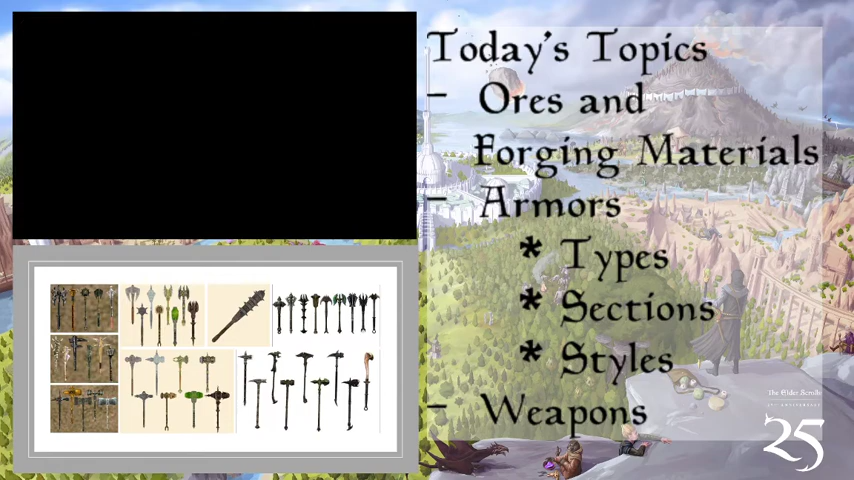 Today's Topics
- Ores and
Forging Materials
- Armors
* Types
* Sections
* Styles
- Weapons
The Elder Scrolls
25